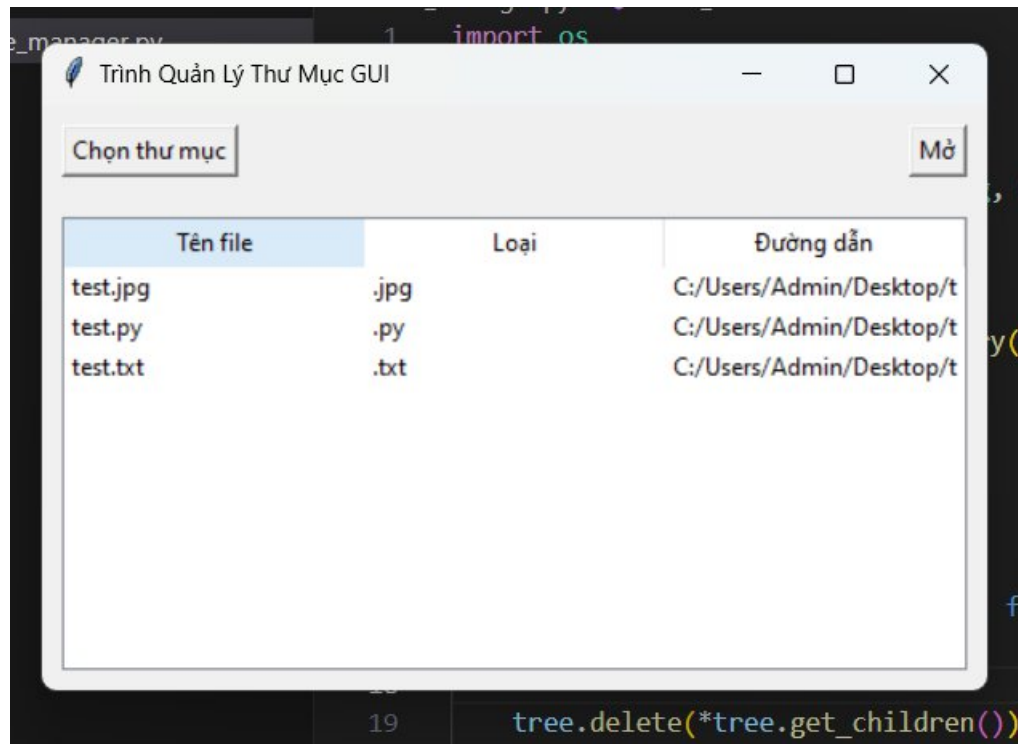 _manager.py
1 import os
Trình Quản Lý Thư Mục GUI
Chọn thư mục
Mở
Tên file Loại Đường dẫn
test.jpg .jpg C:/Users/Admin/Desktop/t
test.py .py C:/Users/Admin/Desktop/t
test.txt .txt C:/Users/Admin/Desktop/t
19 tree.delete(*tree.get_children())